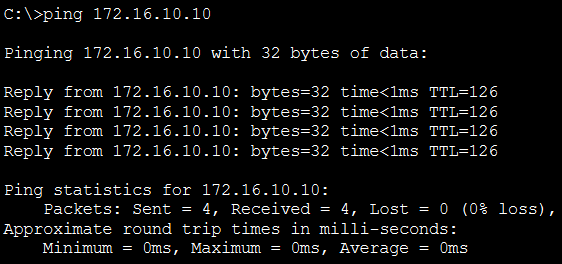 C:\>ping 172.16.10.10
Pinging 172.16.10.10 with 32 bytes of data:
Reply from 172.16.10.10: bytes=32 time<1ms TTL=126
Reply from 172.16.10.10: bytes=32 time<1ms TTL=126
Reply from 172.16.10.10: bytes=32 time<1ms TTL=126
Reply from 172.16.10.10: bytes=32 time<1ms TTL=126
Ping statistics for 172.16.10.10:
    Packets: Sent = 4, Received = 4, Lost = 0 (0% loss),
Approximate round trip times in milli-seconds:
    Minimum = 0ms, Maximum = 0ms, Average = 0ms